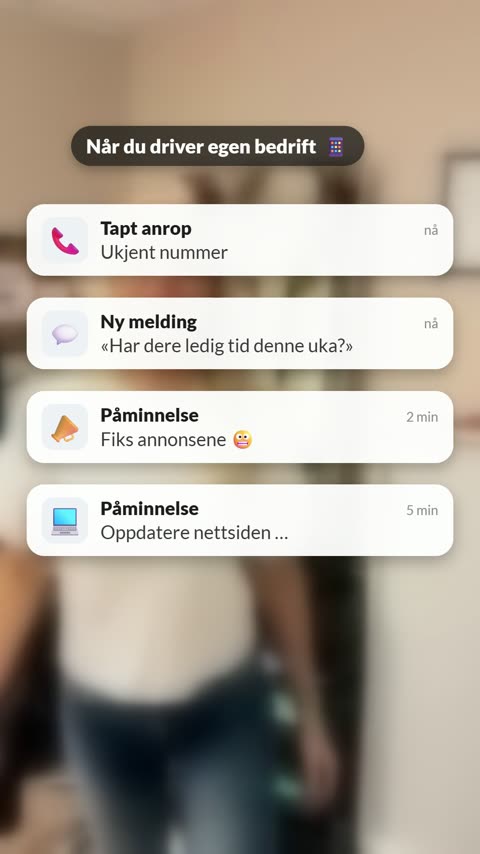 Når du driver egen bedrift
Tapt anrop
nå
Ukjent nummer
Ny melding
nå
«Har dere ledig tid denne uka?»
Påminnelse
2 min
Fiks annonsene 😬
Påminnelse
5 min
Oppdatere nettsiden ...